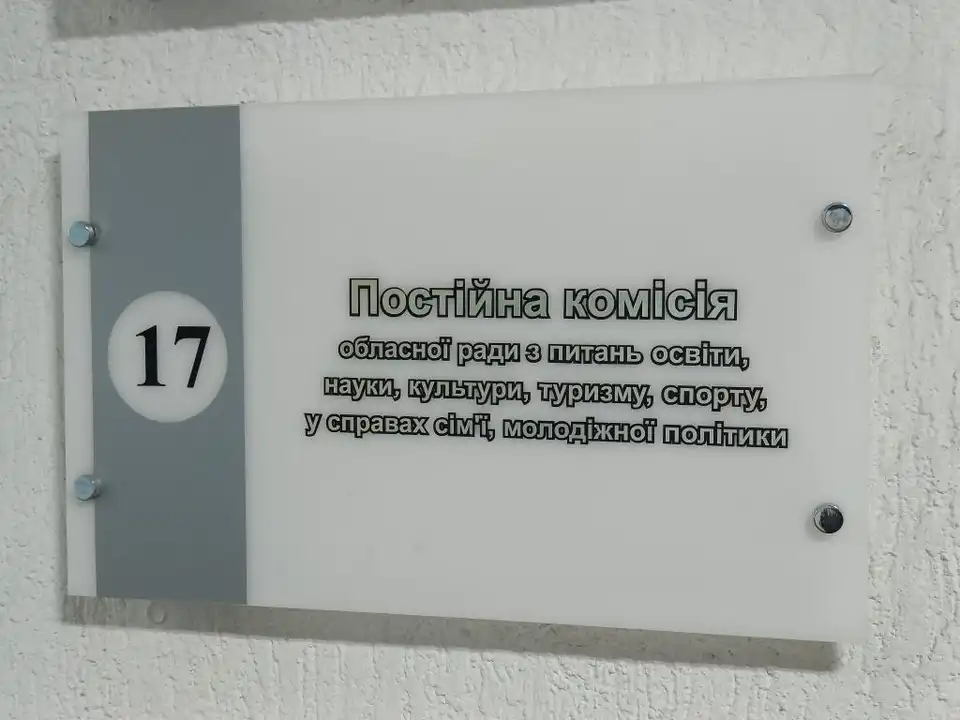 17
Постійна комісія
обласної ради з питань освіти,
науки, культури, туризму, спорту,
у справах сім'ї, молодіжної політики